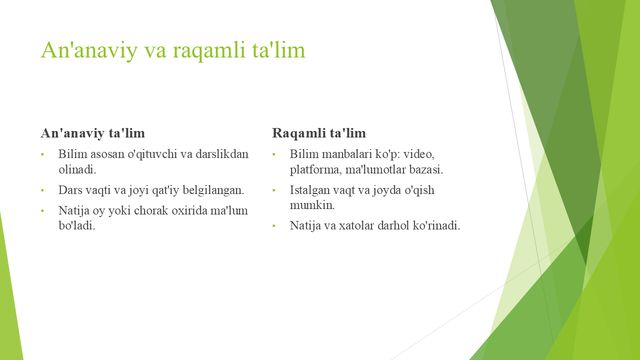 An'anaviy va raqamli ta'lim
An'anaviy ta'lim
• Bilim asosan o'qituvchi va darslikdan
olinadi.
• Dars vaqti va joyi qat'iy belgilangan.
• Natija oy yoki chorak oxirida ma'lum
bo'ladi.
Raqamli ta'lim
• Bilim manbalari ko'p: video,
platforma, ma'lumotlar bazasi.
• Istalgan vaqt va joyda o'qish
mumkin.
• Natija va xatolar darhol ko'rinadi.